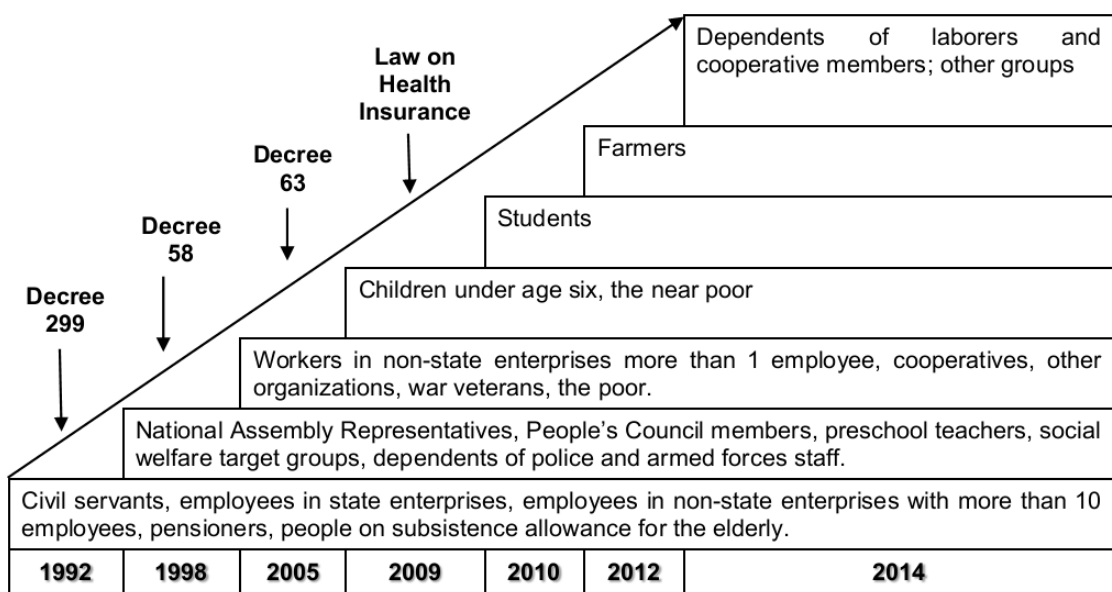 Dependents of laborers and
cooperative members; other groups
Law on
Health
Insurance
Farmers
Decree
63
Students
Decree
58
Children under age six, the near poor
Decree
299
Workers in non-state enterprises more than 1 employee, cooperatives, other
organizations, war veterans, the poor.
National Assembly Representatives, People’s Council members, preschool teachers, social
welfare target groups, dependents of police and armed forces staff.
Civil servants, employees in state enterprises, employees in non-state enterprises with more than 10
employees, pensioners, people on subsistence allowance for the elderly.
1992 1998 2005 2009 2010 2012 2014